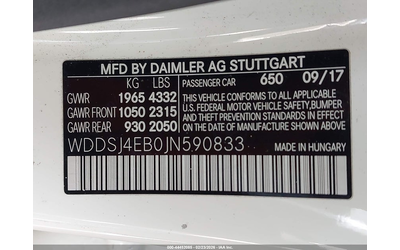 MFD BY DAIMLER AG STUTTGART
KG LBS
PASSENGER CAR 650 09/17
GVWR 1965 4332
GAWR FRONT 1050 2315
GAWR REAR 930 2050
THIS VEHICLE CONFORMS TO ALL APPLICABLE
U.S. FEDERAL MOTOR VEHICLE SAFETY, BUMPER,
AND THEFT PREVENTION STANDARDS IN EFFECT
ON THE DATE OF MANUFACTURE SHOWN ABOVE.
WDDSJ4EB0JN590833
MADE IN HUNGARY